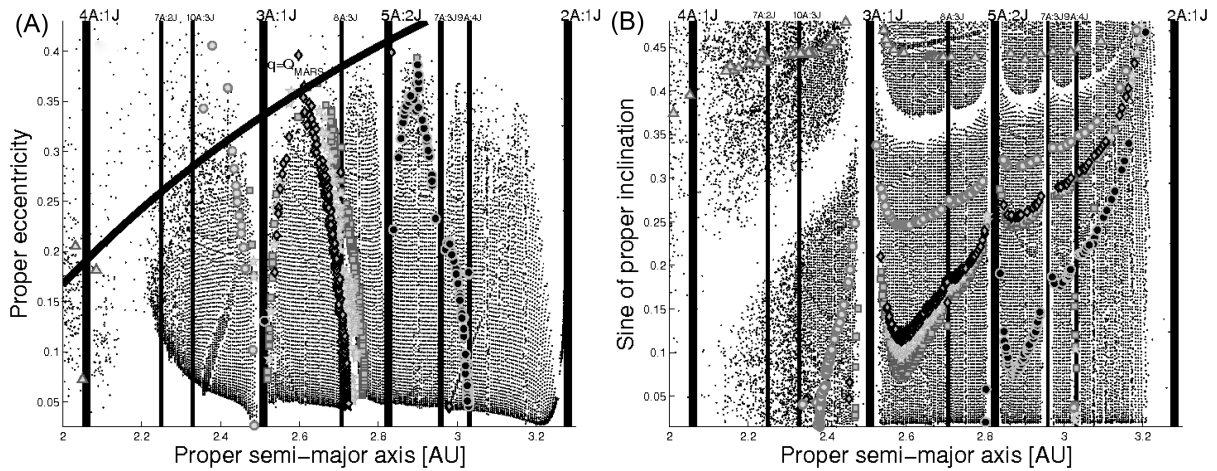 (A)
4A:1J 7A:2J 10A:3J 3A:1J 8A:3J 5A:2J 7A:3J 9A:4J 2A:1J
q=Q MARS
Proper eccentricity
0.4
0.35
0.3
0.25
0.2
0.15
0.1
0.05
2 2.2 2.4 2.6 2.8 3 3.2
Proper semi-major axis [AU]
(B)
4A:1J 7A:2J 10A:3J 3A:1J 8A:3J 5A:2J 7A:3J 9A:4J 2A:1J
Sine of proper inclination
0.45
0.4
0.35
0.3
0.25
0.2
0.15
0.1
0.05
2 2.2 2.4 2.6 2.8 3 3.2
Proper semi-major axis [AU]